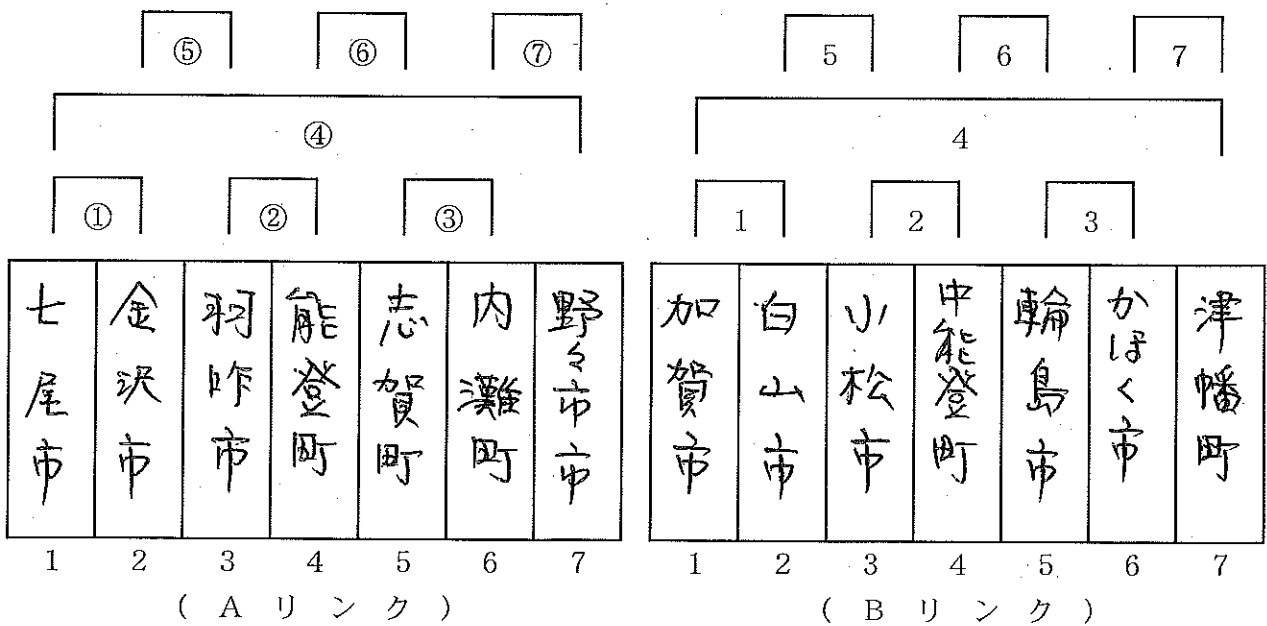 ⑤ ⑥ ⑦ 5 6 7
④ 4
① ② ③ 1 2 3
七尾市
金沢市
羽咋市
能登町
志賀町
内灘町
野々市市
加賀市
白山市
小松市
中能登町
輪島市
かほく市
津幡町
1 2 3 4 5 6 7 1 2 3 4 5 6 7
(Aリンク) (Bリンク)